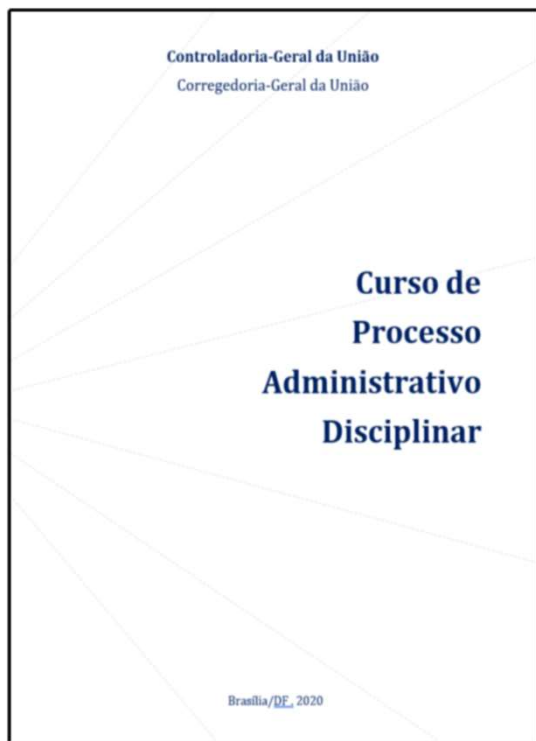 Controladoria-Geral da União
Corregedoria-Geral da União
Curso de
Processo
Administrativo
Disciplinar
Brasília/DF, 2020